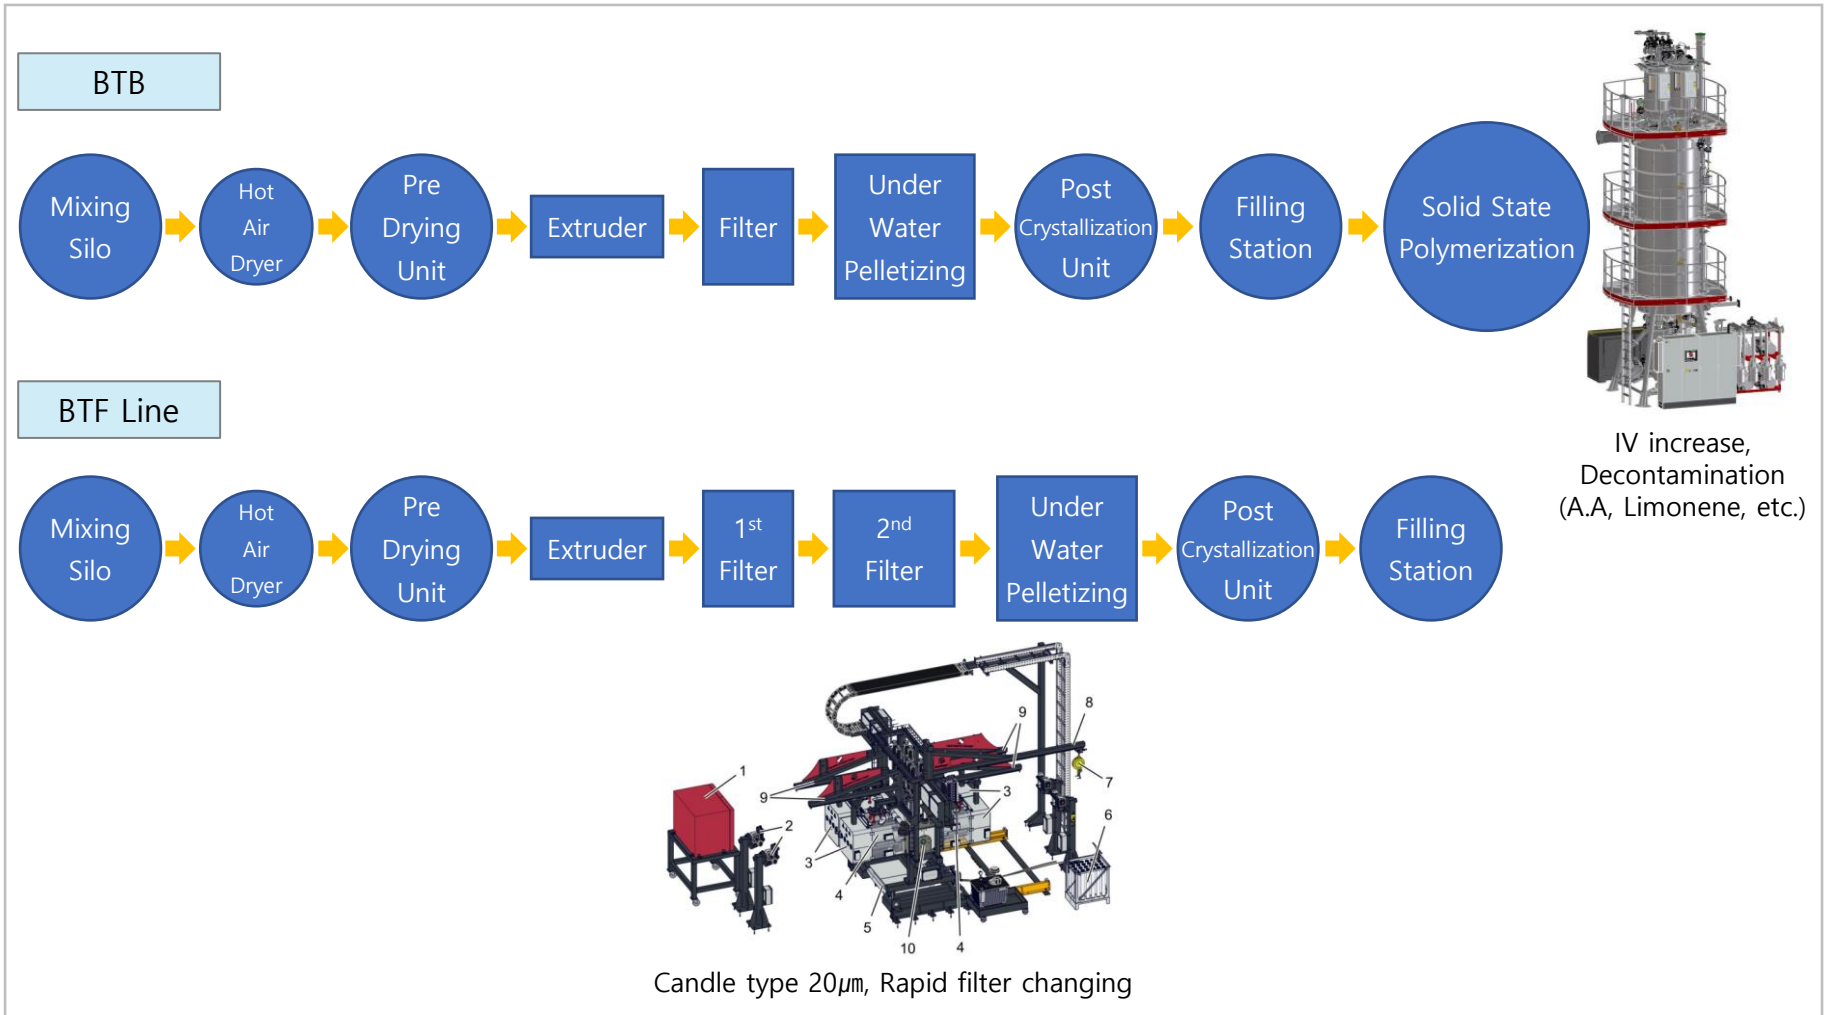 BTB
Mixing
Silo
Hot
Air
Dryer
Pre
Drying
Unit
Extruder
Filter
Under
Water
Pelletizing
Post
Crystallization
Unit
Filling
Station
Solid State
Polymerization
IV increase,
Decontamination
(A.A, Limonene, etc.)
BTF Line
Mixing
Silo
Hot
Air
Dryer
Pre
Drying
Unit
Extruder
1st
Filter
2nd
Filter
Under
Water
Pelletizing
Post
Crystallization
Unit
Filling
Station
1
2
3
4
5
10
4
9
3
9
8
7
6
Candle type 20㎛, Rapid filter changing